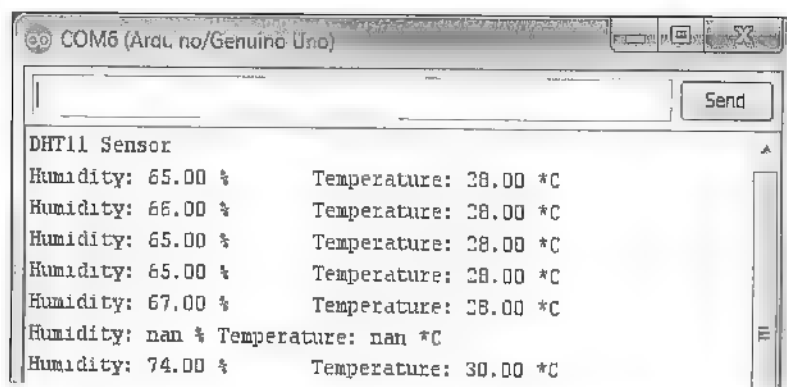 COM6 (Arduino/Genuino Uno)
Send
DHT11 Sensor
Humidity: 65.00 % Temperature: 28.00 *C
Humidity: 66.00 % Temperature: 28.00 *C
Humidity: 65.00 % Temperature: 28.00 *C
Humidity: 65.00 % Temperature: 28.00 *C
Humidity: 67.00 % Temperature: 28.00 *C
Humidity: nan % Temperature: nan *C
Humidity: 74.00 % Temperature: 30.00 *C